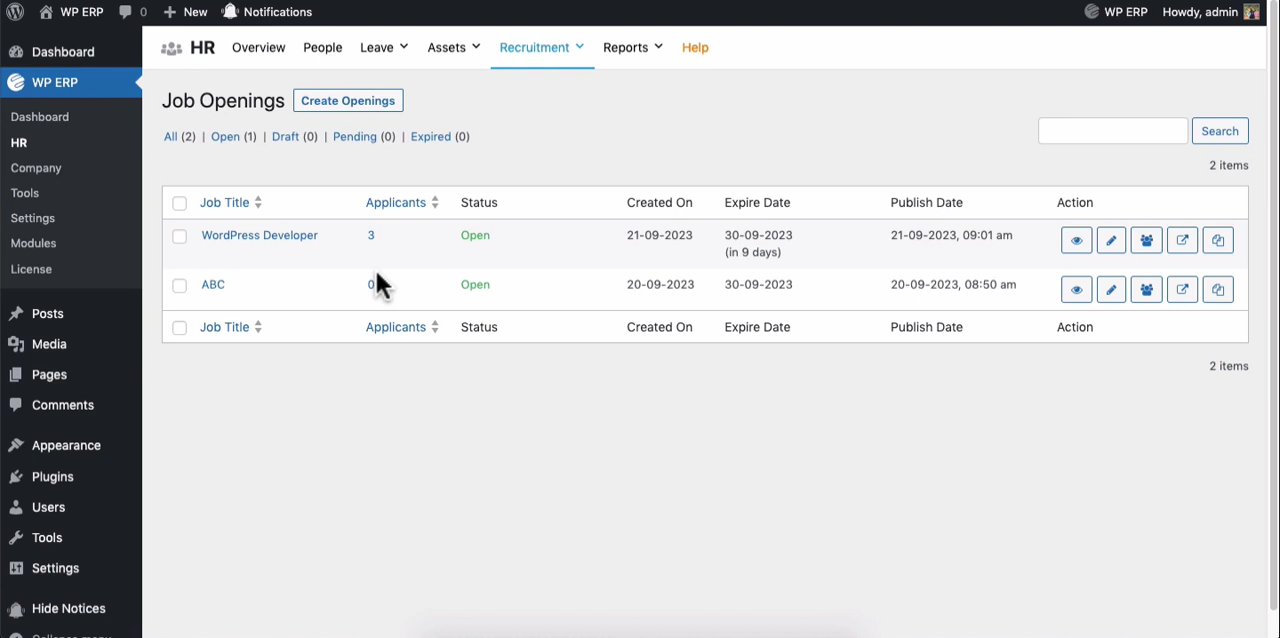 WP ERP 0 New Notifications WP ERP Howdy, admin
Dashboard
WP ERP
Dashboard
HR
Company
Tools
Settings
Modules
License
Posts
Media
Pages
Comments
Appearance
Plugins
Users
Tools
Settings
Hide Notices
Collapse menu
HR Overview People Leave Assets Recruitment Reports Help
Job Openings Create Openings
All (2) | Open (1) | Draft (0) | Pending (0) | Expired (0)
Search
2 items
Job Title Applicants Status Created On Expire Date Publish Date Action
WordPress Developer 3 Open 21-09-2023 30-09-2023 21-09-2023, 09:01 am
(in 9 days)
ABC 0 Open 20-09-2023 30-09-2023 20-09-2023, 08:50 am
Job Title Applicants Status Created On Expire Date Publish Date Action
2 items